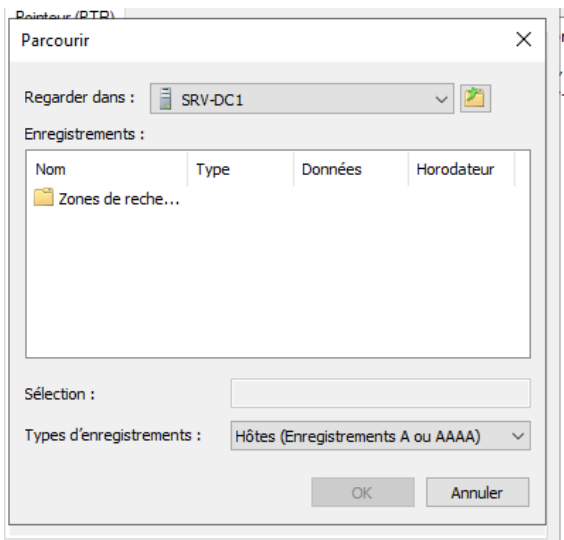 Pointeur (PTR)
Parcourir
Regarder dans :
SRV-DC1
Enregistrements :
Nom Type Données Horodateur
Zones de reche...
Sélection :
Types d'enregistrements :
Hôtes (Enregistrements A ou AAAA)
OK Annuler